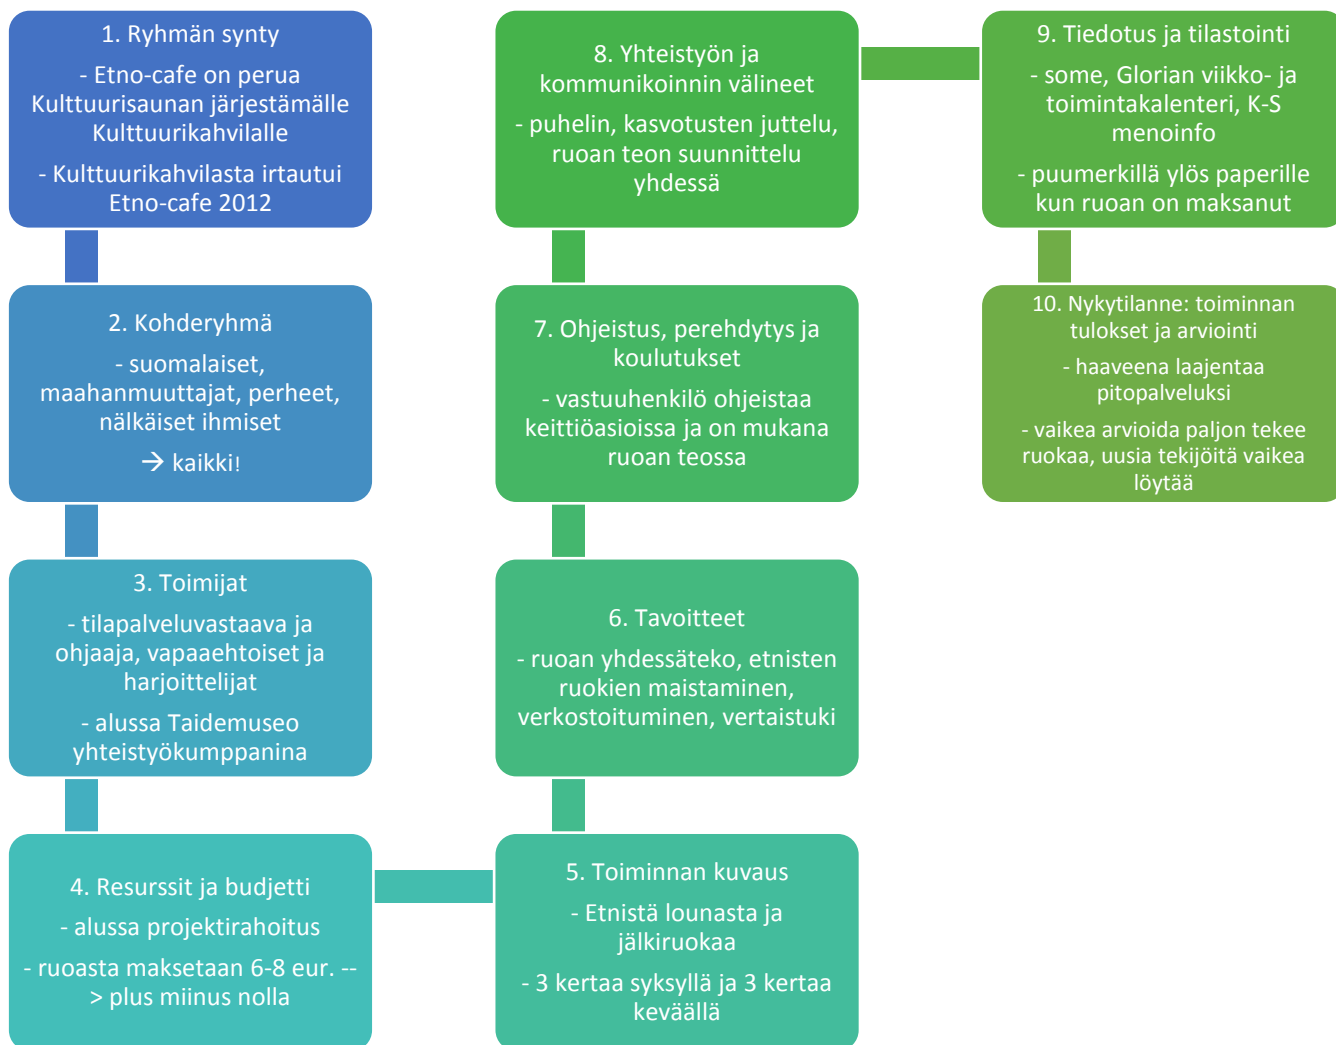 1. Ryhmän synty
- Etno-cafe on perua
Kulttuurisaunan järjestämälle
Kulttuurikahvilalle
- Kulttuurikahvilasta irtautui
Etno-cafe 2012
2. Kohderyhmä
- suomalaiset,
maahanmuuttajat, perheet,
nälkäiset ihmiset
→ kaikki!
3. Toimijat
- tilapalveluvastaava ja
ohjaaja, vapaaehtoiset ja
harjoittelijat
- alussa Taidemuseo
yhteistyökumppanina
4. Resurssit ja budjetti
- alussa projektirahoitus
- ruoasta maksetaan 6-8 eur. --
> plus miinus nolla
5. Toiminnan kuvaus
- Etnistä lounasta ja
jälkiruokaa
- 3 kertaa syksyllä ja 3 kertaa
keväällä
6. Tavoitteet
- ruoan yhdessäteko, etnisten
ruokien maistaminen,
verkostoituminen, vertaistuki
7. Ohjeistus, perehdytys ja
koulutukset
- vastuuhenkilö ohjeistaa
keittiöasioissa ja on mukana
ruoan teossa
8. Yhteistyön ja
kommunikoinnin välineet
- puhelin, kasvotusten juttelu,
ruoan teon suunnittelu
yhdessä
9. Tiedotus ja tilastointi
- some, Glorian viikko- ja
toimintakalenteri, K-S
menoinfo
- puumerkillä ylös paperille
kun ruoan on maksanut
10. Nykytilanne: toiminnan
tulokset ja arviointi
- haaveena laajentaa
pitopalveluksi
- vaikea arvioida paljon tekee
ruokaa, uusia tekijöitä vaikea
löytää